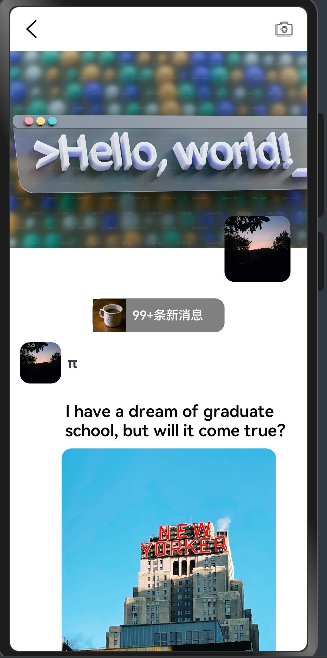 >Hello, world!_
99+条新消息
π
I have a dream of graduate
school, but will it come true?
NEW
YORKER